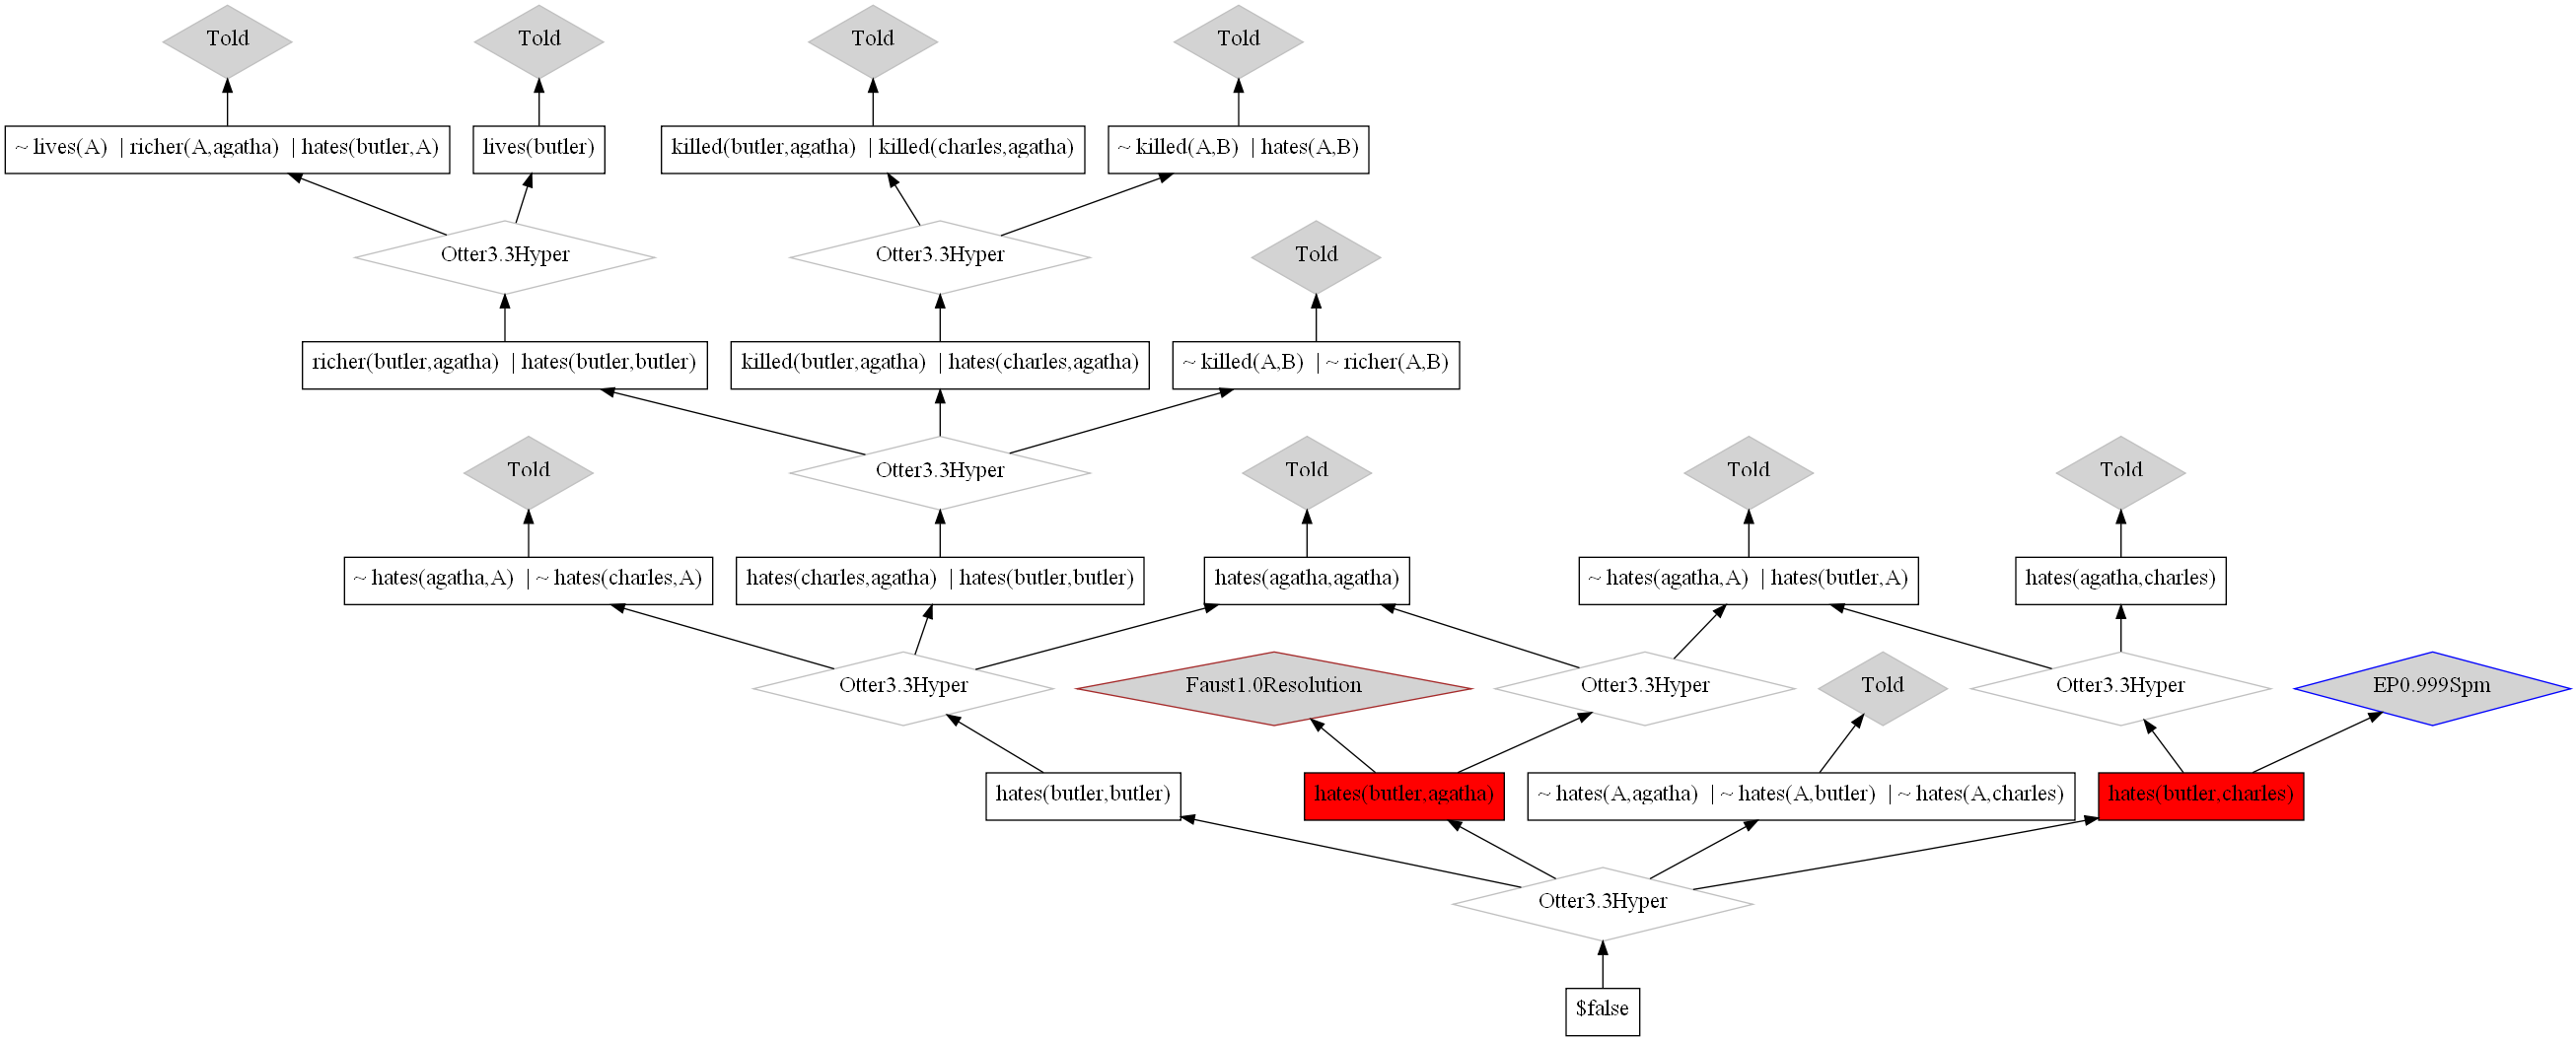 Told
Told
Told
Told
~ lives(A) | richer(A,agatha) | hates(butler,A)
lives(butler)
killed(butler,agatha) | killed(charles,agatha)
~ killed(A,B) | hates(A,B)
Otter3.3Hyper
Otter3.3Hyper
Told
richer(butler,agatha) | hates(butler,butler)
killed(butler,agatha) | hates(charles,agatha)
~ killed(A,B) | ~ richer(A,B)
Told
Otter3.3Hyper
Told
Told
Told
~ hates(agatha,A) | ~ hates(charles,A)
hates(charles,agatha) | hates(butler,butler)
hates(agatha,agatha)
~ hates(agatha,A) | hates(butler,A)
hates(agatha,charles)
Otter3.3Hyper
Faust1.0Resolution
Otter3.3Hyper
Told
Otter3.3Hyper
EP0.999Spm
hates(butler,butler)
hates(butler,agatha)
~ hates(A,agatha) | ~ hates(A,butler) | ~ hates(A,charles)
hates(butler,charles)
Otter3.3Hyper
$false